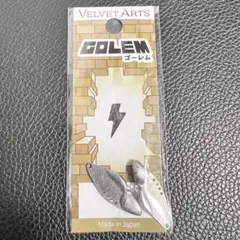 VELVET ARTS
GOLEM
ゴーレム
Made in Japan